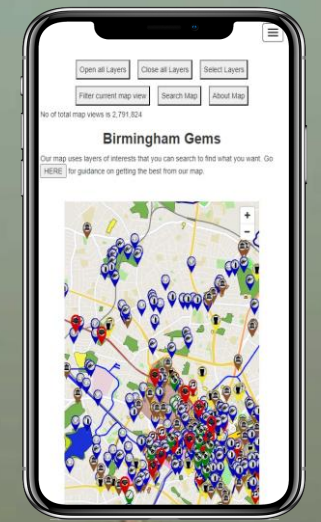 Open all Layers Close all Layers Select Layers
Filter current map view Search Map About Map
No of total map views is 2,791,624
Birmingham Gems
Our map uses layers of interests that you can search to find what you want. Go
HERE for guidance on getting the best from our map.
+
-